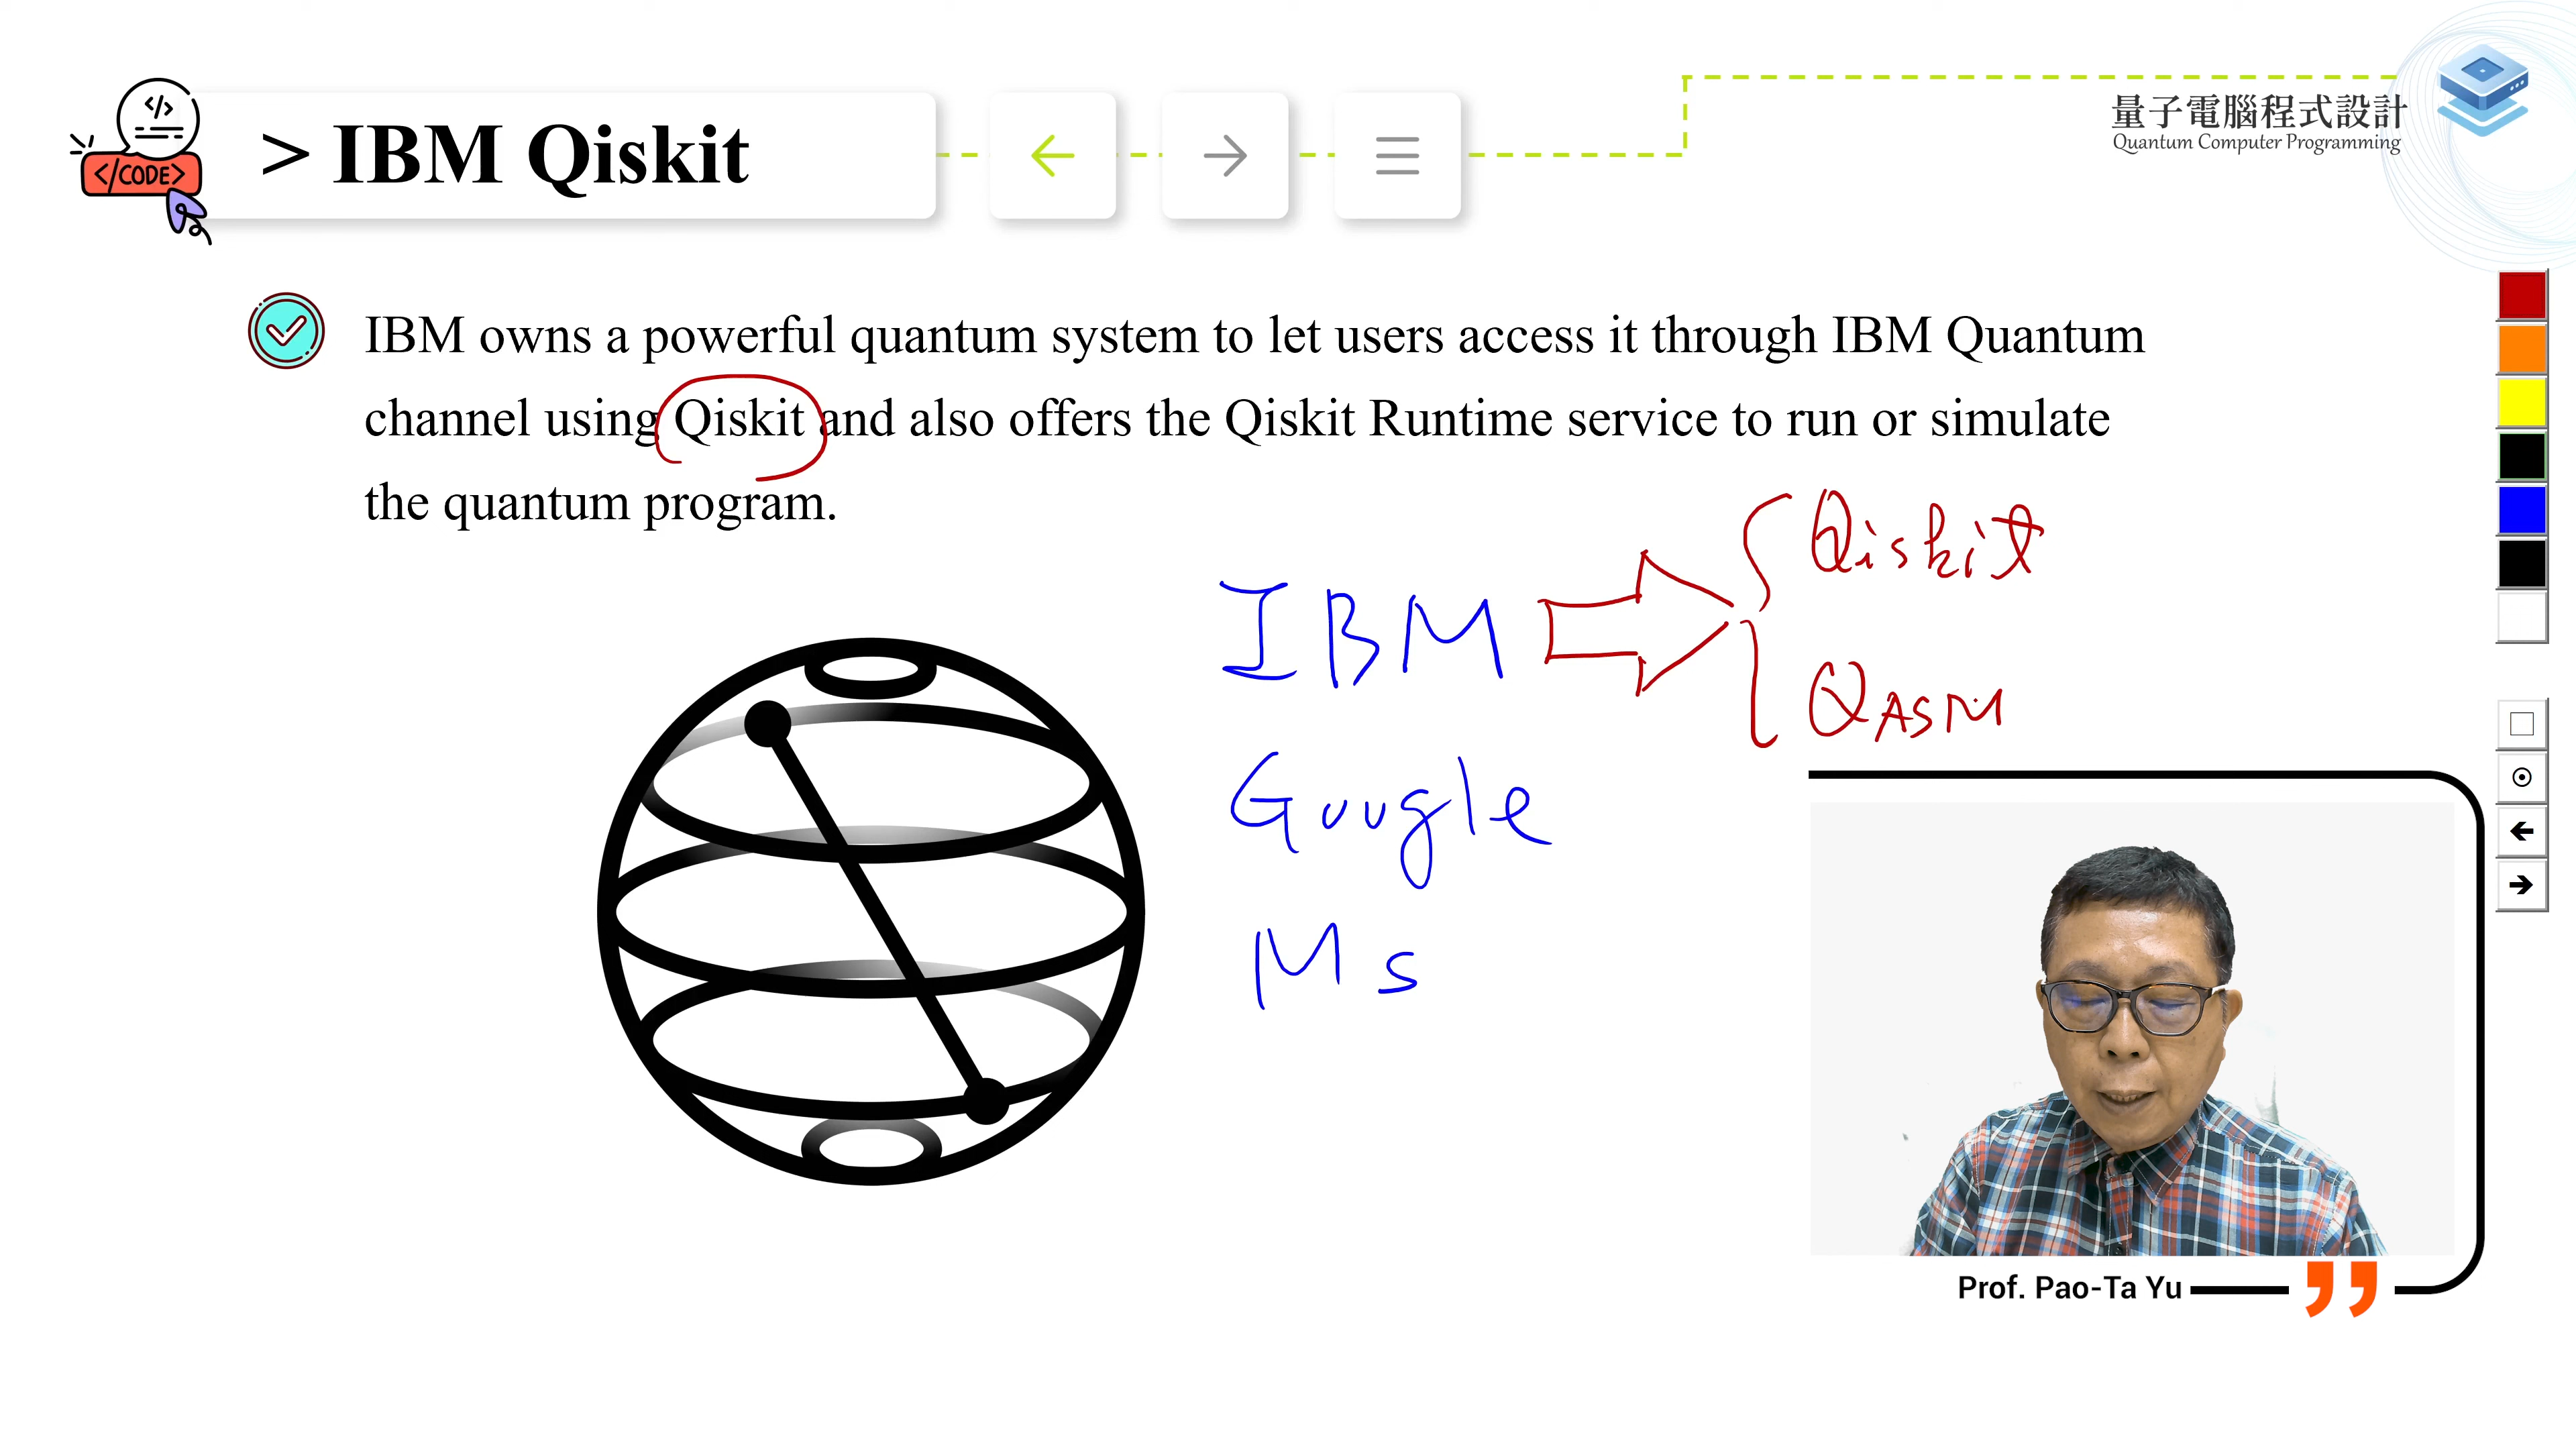 </>
</CODE>
> IBM Qiskit
量子電腦程式設計
Quantum Computer Programming
IBM owns a powerful quantum system to let users access it through IBM Quantum
channel using Qiskit and also offers the Qiskit Runtime service to run or simulate
the quantum program.
IBM
Qiskit
QASM
Google
Ms
Prof. Pao-Ta Yu